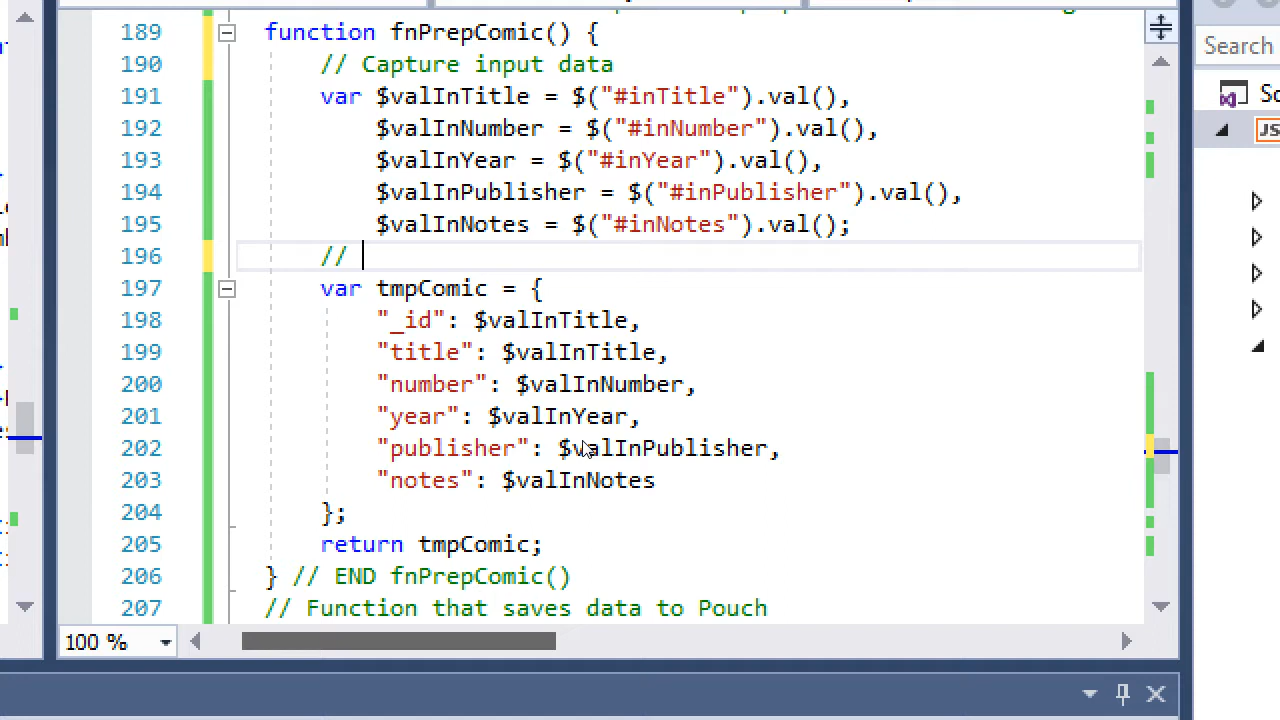 189 function fnPrepComic() {
190 // Capture input data
191 var $valInTitle = $("#inTitle").val(),
192 $valInNumber = $("#inNumber").val(),
193 $valInYear = $("#inYear").val(),
194 $valInPublisher = $("#inPublisher").val(),
195 $valInNotes = $("#inNotes").val();
196 //
197 var tmpComic = {
198 "_id": $valInTitle,
199 "title": $valInTitle,
200 "number": $valInNumber,
201 "year": $valInYear,
202 "publisher": $valInPublisher,
203 "notes": $valInNotes
204 };
205 return tmpComic;
206 } // END fnPrepComic()
207 // Function that saves data to Pouch
100 %
Search
So
JS